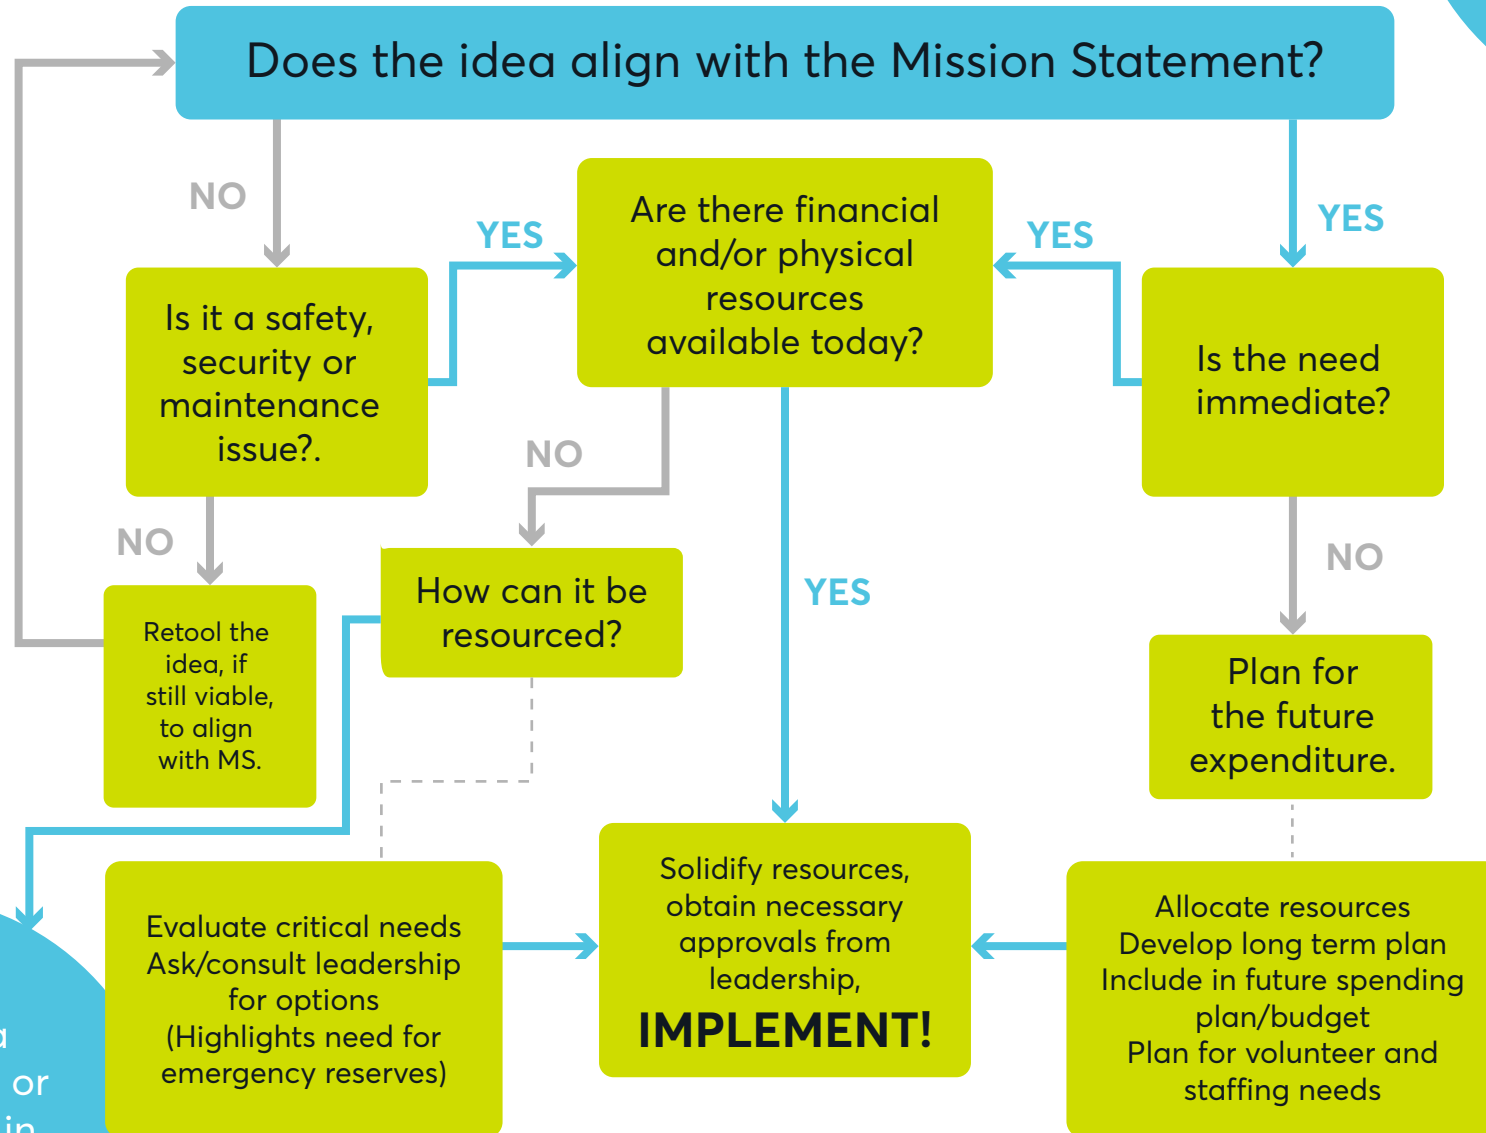 Does the idea align with the Mission Statement?
NO
YES
YES
YES
Are there financial
and/or physical
resources
available today?
Is it a safety,
security or
maintenance
issue?.
Is the need
immediate?
NO
NO
YES
NO
How can it be
resourced?
Retool the
idea, if
still viable,
to align
with MS.
Plan for
the future
expenditure.
Evaluate critical needs
Ask/consult leadership
for options
(Highlights need for
emergency reserves)
Solidify resources,
obtain necessary
approvals from
leadership,
IMPLEMENT!
Allocate resources
Develop long term plan
Include in future spending
plan/budget
Plan for volunteer and
staffing needs
or
in